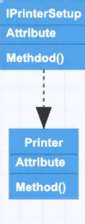 IPrinterSetup
Attribute
Methdod()
Printer
Attribute
Method()